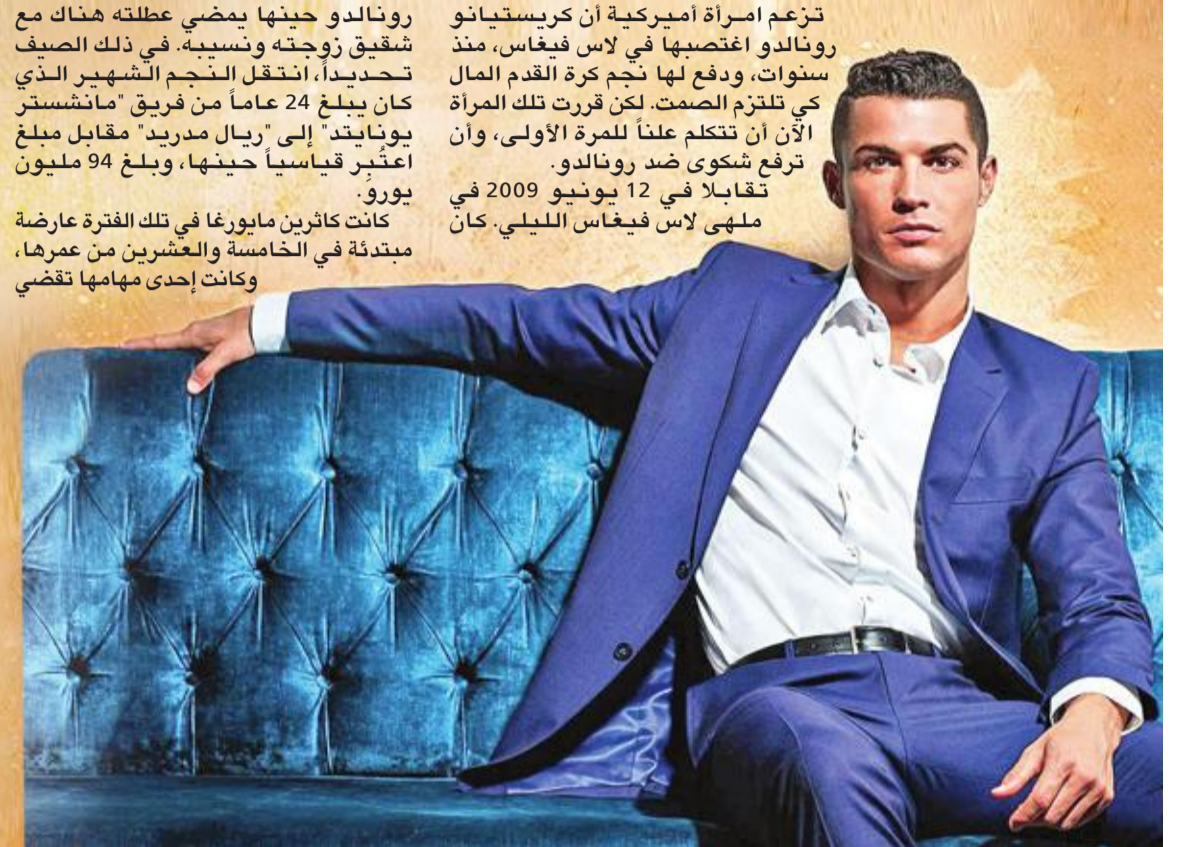 تزعم امرأة أميركية أن كريستيانو
رونالدو اغتصبها في لاس فيغاس، منذ
سنوات، ودفع لها نجم كرة القدم المال
كي تلتزم الصمت. لكن قررت تلك المرأة
الآن أن تتكلم علناً للمرة الأولى، وأن
ترفع شكوى ضد رونالدو.
تقابلا في 12 يونيو 2009 في
ملهى لاس فيغاس الليلي. كان
رونالدو حينها يمضي عطلته هناك مع
شقيق زوجته ونسيبه. في ذلك الصيف
تحديداً، انتقل النجم الشهير الذي
كان يبلغ 24 عاماً من فريق "مانشستر
يونايتد" إلى "ريال مدريد" مقابل مبلغ
اعتُبِر قياسياً حينها، وبلغ 94 مليون
يورو.
كانت كاثرين مايورغا في تلك الفترة عارضة
مبتدئة في الخامسة والعشرين من عمرها،
وكانت إحدى مهامها تقضي